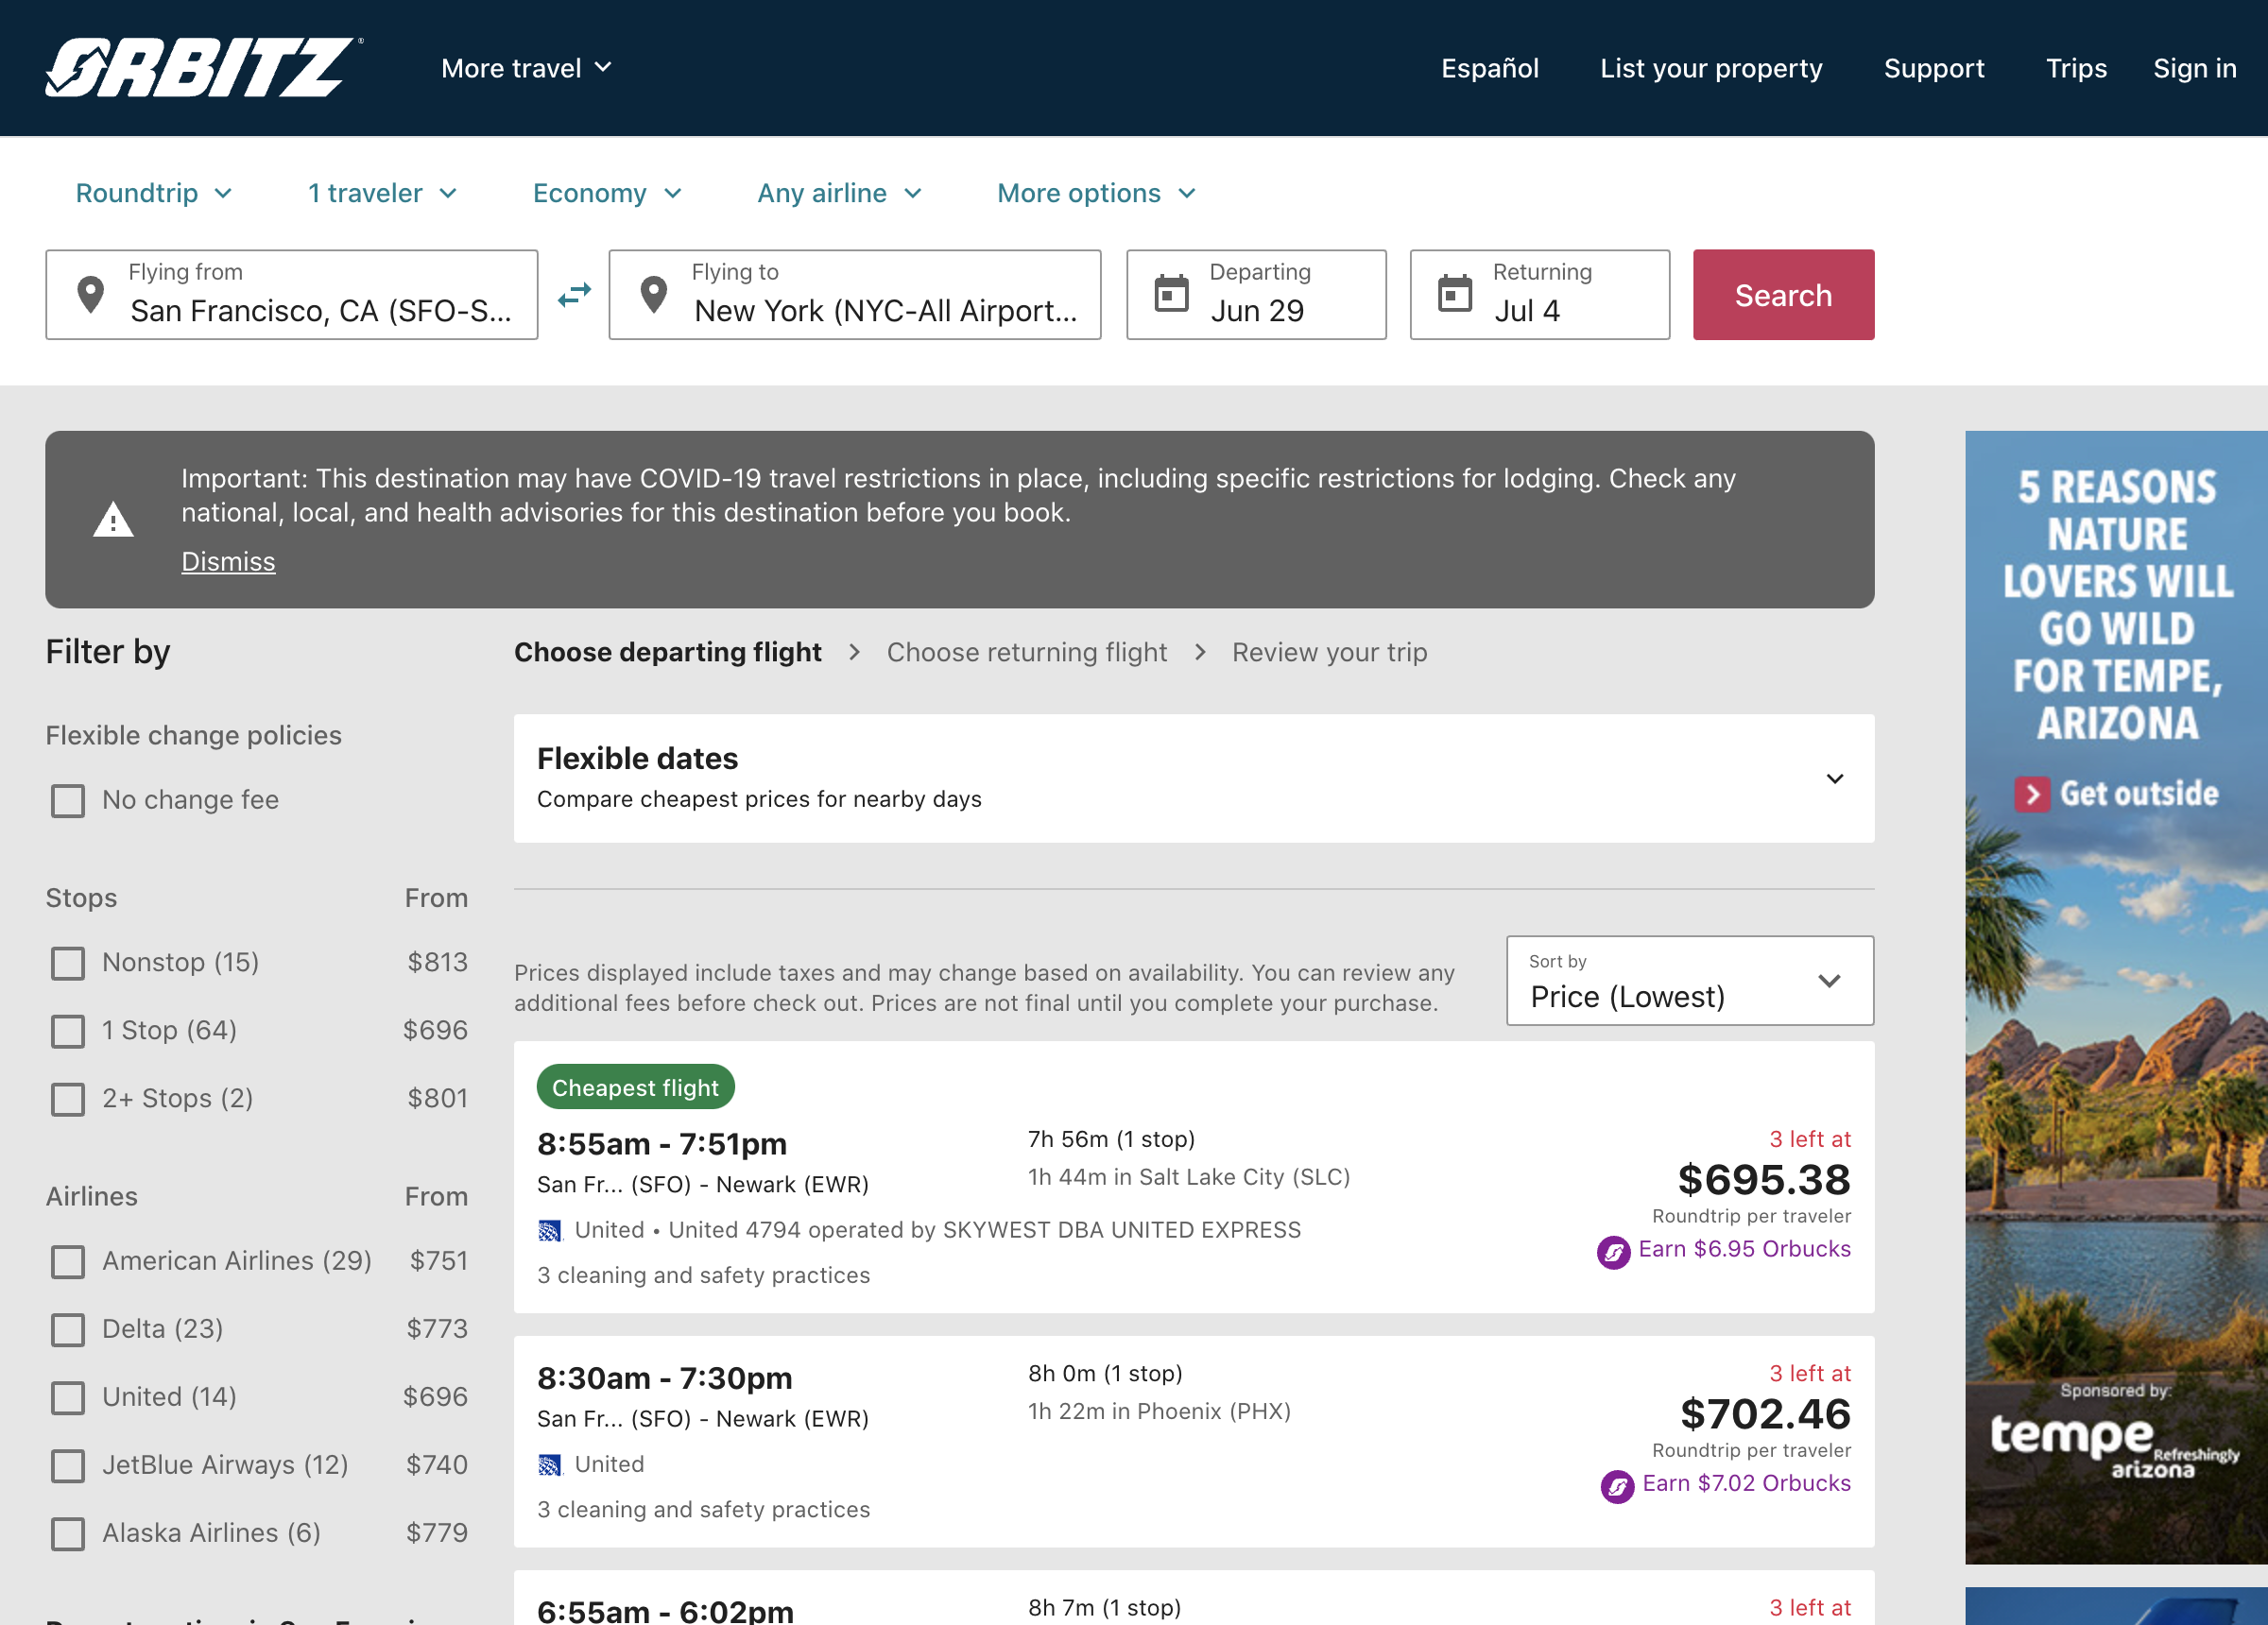 ORBITZ
More travel
Español
List your property
Support
Trips
Sign in
Roundtrip
1 traveler
Economy
Any airline
More options
Flying from
San Francisco, CA (SFO-S...
Flying to
New York (NYC-All Airport...
Departing
Jun 29
Returning
Jul 4
Search
Important: This destination may have COVID-19 travel restrictions in place, including specific restrictions for lodging. Check any
national, local, and health advisories for this destination before you book.
Dismiss
Filter by
Flexible change policies
No change fee
Stops From
Nonstop (15) $813
1 Stop (64) $696
2+ Stops (2) $801
Airlines From
American Airlines (29) $751
Delta (23) $773
United (14) $696
JetBlue Airways (12) $740
Alaska Airlines (6) $779
Choose departing flight
Choose returning flight
Review your trip
Flexible dates
Compare cheapest prices for nearby days
Prices displayed include taxes and may change based on availability. You can review any
additional fees before check out. Prices are not final until you complete your purchase.
Sort by
Price (Lowest)
Cheapest flight
8:55am - 7:51pm
San Fr... (SFO) - Newark (EWR)
United • United 4794 operated by SKYWEST DBA UNITED EXPRESS
3 cleaning and safety practices
7h 56m (1 stop)
1h 44m in Salt Lake City (SLC)
3 left at
$695.38
Roundtrip per traveler
Earn $6.95 Orbucks
8:30am - 7:30pm
San Fr... (SFO) - Newark (EWR)
United
3 cleaning and safety practices
8h 0m (1 stop)
1h 22m in Phoenix (PHX)
3 left at
$702.46
Roundtrip per traveler
Earn $7.02 Orbucks
6:55am - 6:02pm
8h 7m (1 stop)
3 left at
5 REASONS
NATURE
LOVERS WILL
GO WILD
FOR TEMPE,
ARIZONA
Get outside
Sponsored by:
tempe
Refreshingly
arizona